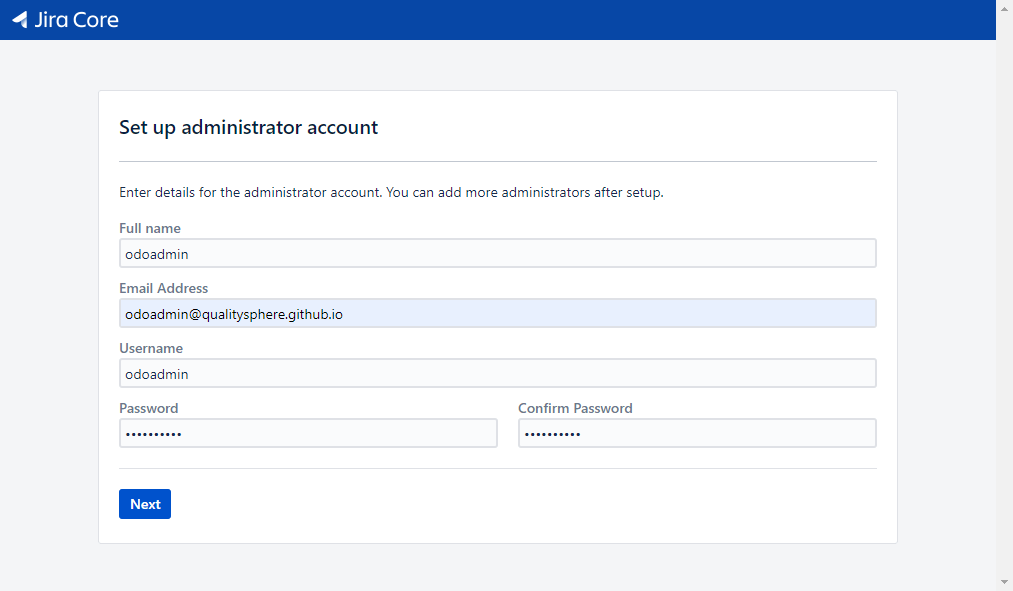 Jira Core
Set up administrator account
Enter details for the administrator account. You can add more administrators after setup.
Full name
odoadmin
Email Address
odoadmin@qualitysphere.github.io
Username
odoadmin
Password Confirm Password
•••••••••• ••••••••••
Next